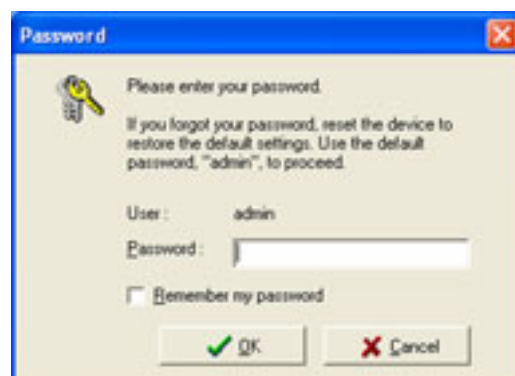 Password
Please enter your password.
If you forgot your password, reset the device to
restore the default settings. Use the default
password, "admin", to proceed.
User :
admin
Password :
Remember my password
OK
Cancel